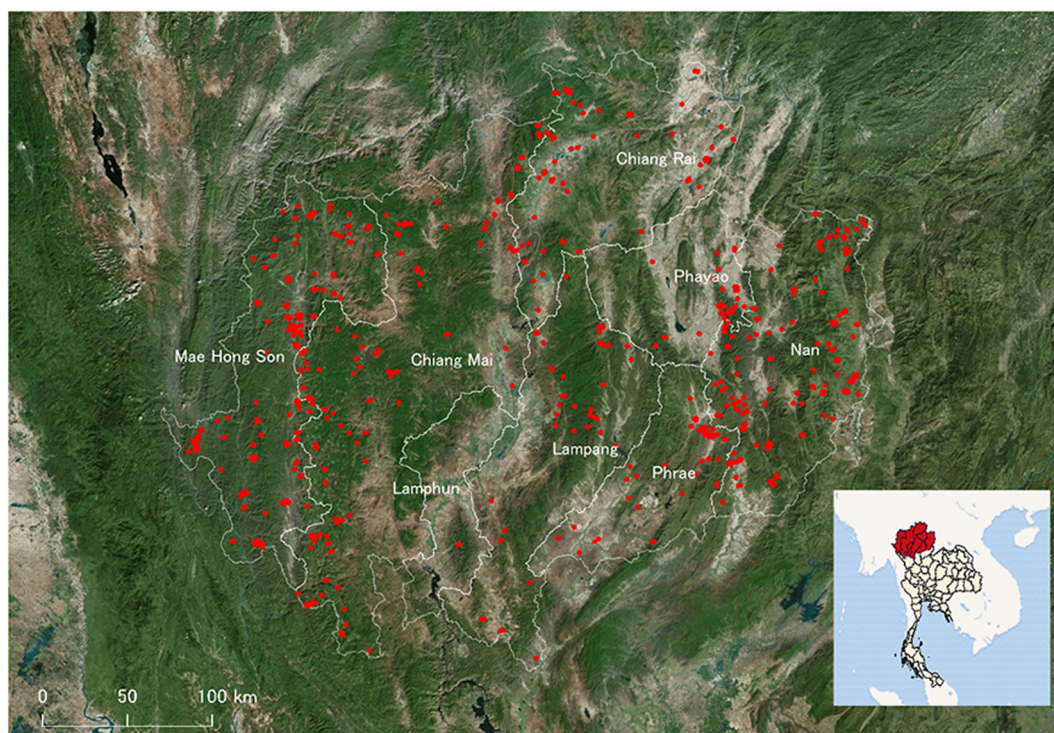 Chiang Rai
Phayao
Mae Hong Son
Chiang Mai
Nan
Lampang
Phrae
Lamphun
0 50 100 km